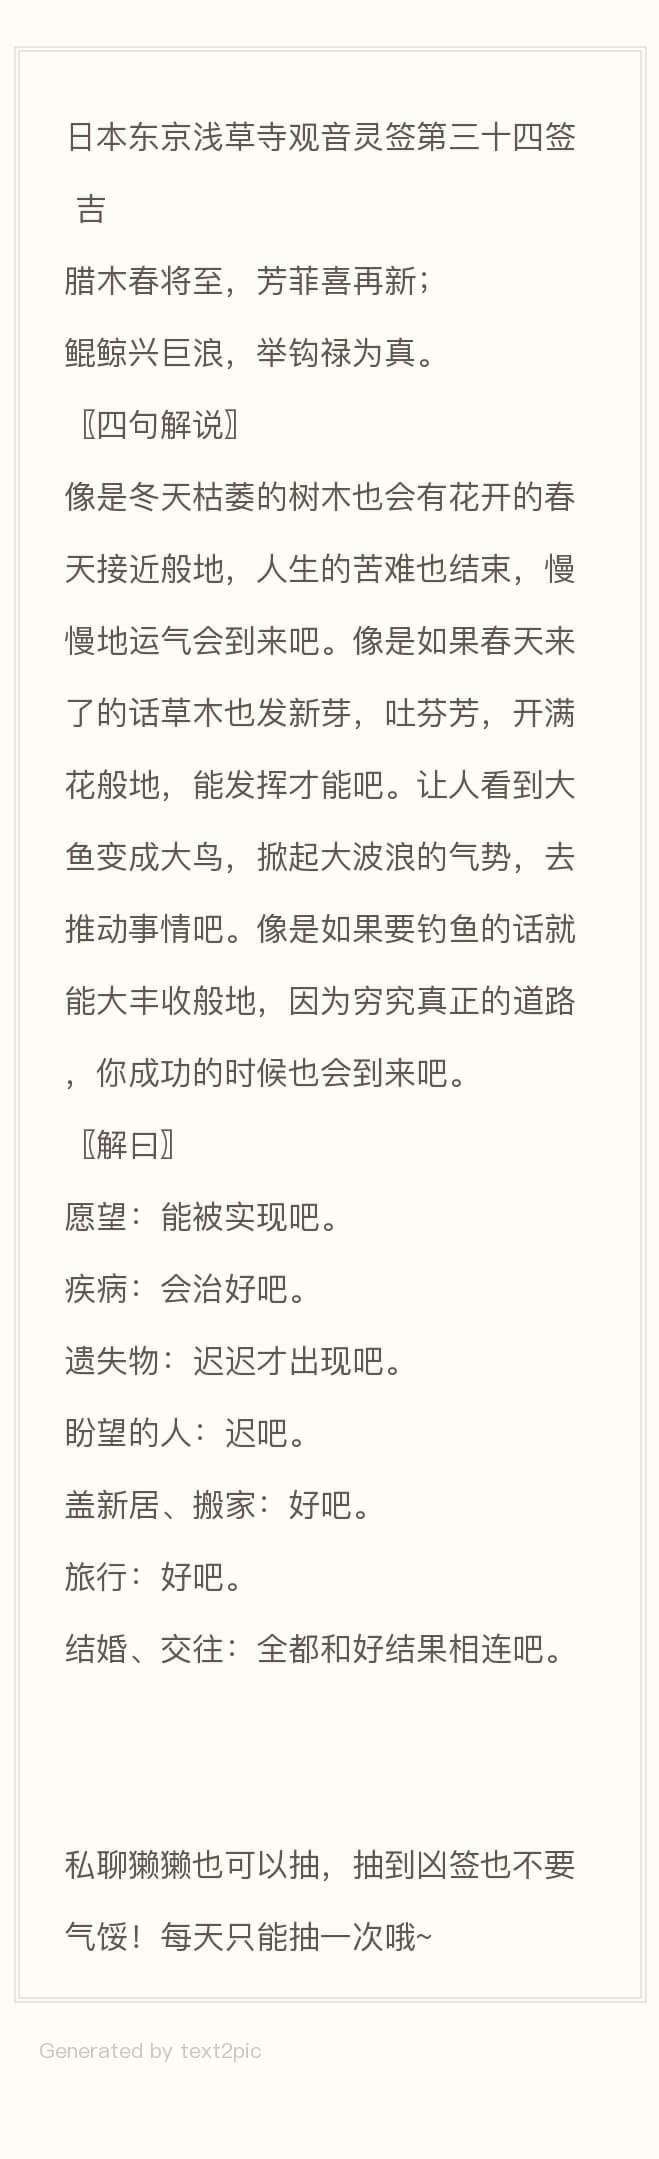 日本东京浅草寺观音灵签第三十四签
吉
腊木春将至，芳菲喜再新；
鲲鲸兴巨浪，举钩禄为真。
〖四句解说〗
像是冬天枯萎的树木也会有花开的春
天接近般地，人生的苦难也结束，慢
慢地运气会到来吧。像是如果春天来
了的话草木也发新芽，吐芬芳，开满
花般地，能发挥才能吧。让人看到大
鱼变成大鸟，掀起大波浪的气势，去
推动事情吧。像是如果要钓鱼的话就
能大丰收般地，因为穷究真正的道路
，你成功的时候也会到来吧。
〖解曰〗
愿望：能被实现吧。
疾病：会治好吧。
遗失物：迟迟才出现吧。
盼望的人：迟吧。
盖新居、搬家：好吧。
旅行：好吧。
结婚、交往：全都和好结果相连吧。
私聊獭獭也可以抽，抽到凶签也不要
气馁！每天只能抽一次哦~
Generated by text2pic